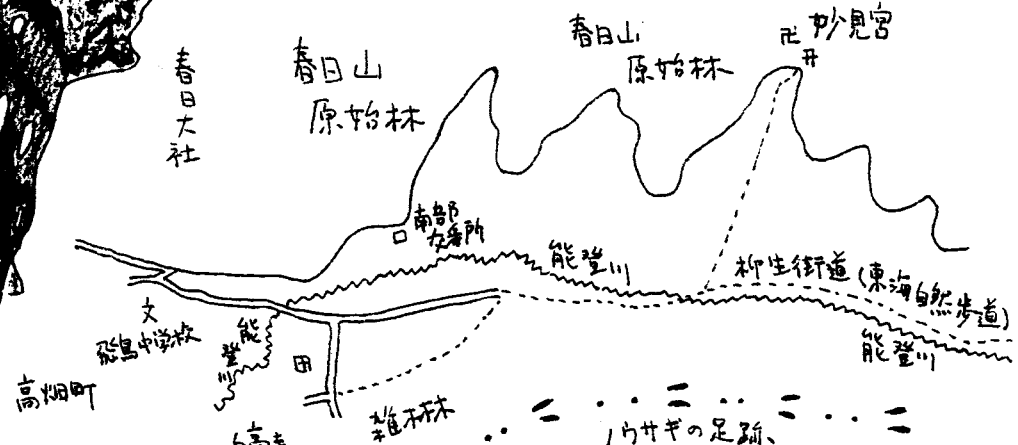 春日大社
春日山
原始林
春日山
原始林
卍
妙見宮
南部
交番所
能登川
柳生街道(東海自然歩道)
能登川
文
飛鳥中学校
能登川
田
高畑町
雑木林
ノウサギの足跡、